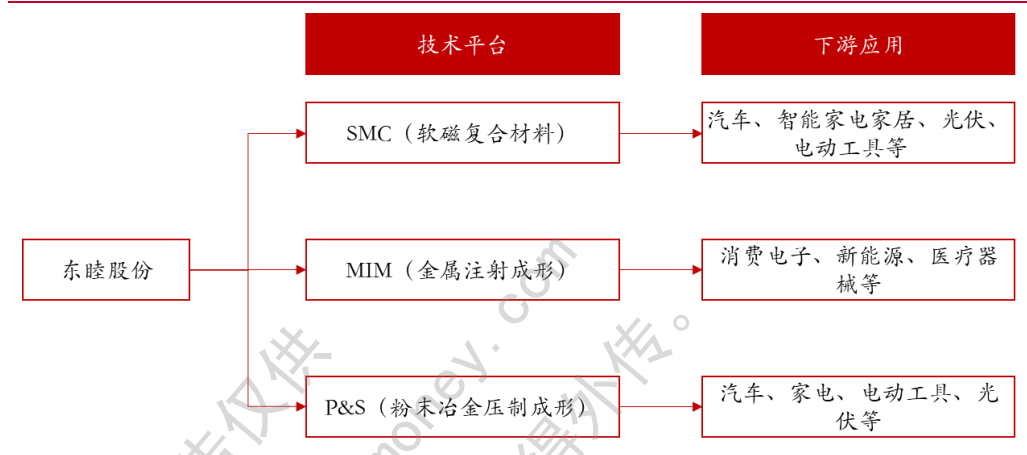 技术平台
下游应用
SMC（软磁复合材料）
汽车、智能家电家居、光伏、
电动工具等
东睦股份
MIM（金属注射成形）
消费电子、新能源、医疗器
械等
P&S（粉末冶金压制成形）
汽车、家电、电动工具、光
伏等